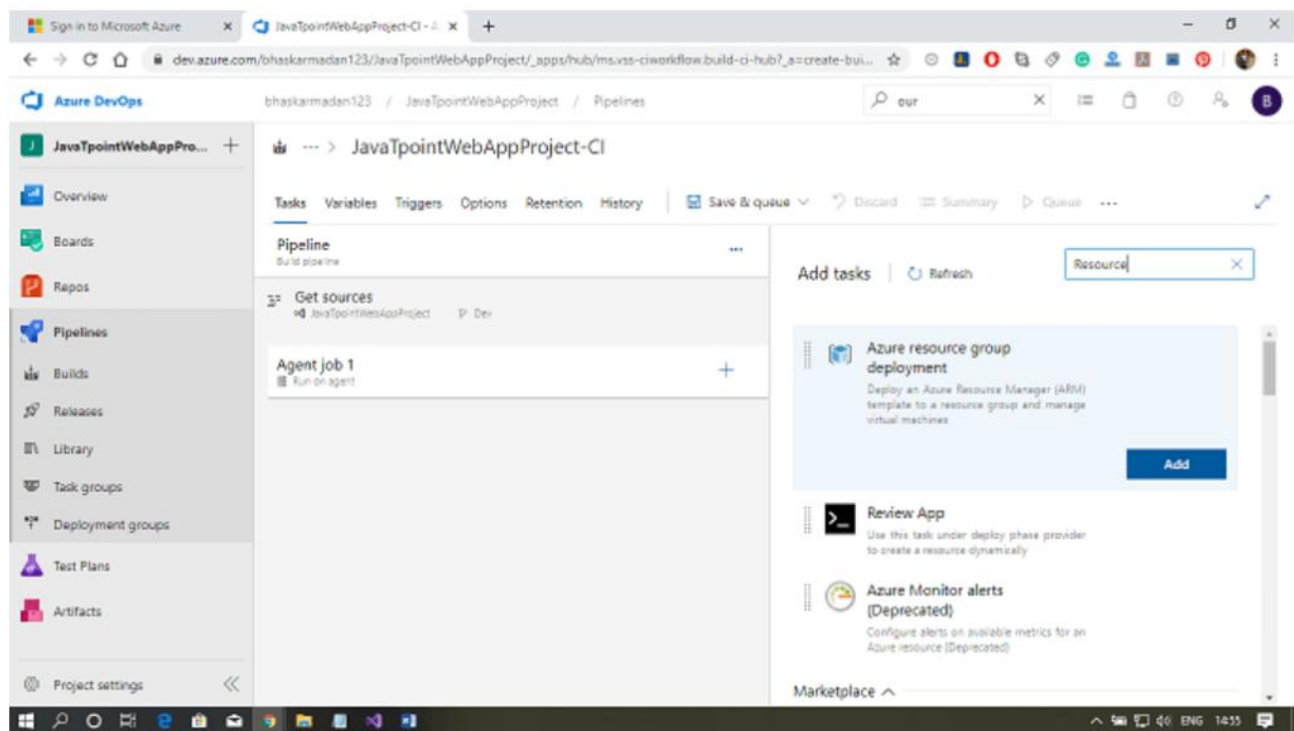 Sign in to Microsoft Azure
JavaTpointWebAppProject-CI - A
dev.azure.com/bhaskarmadan123/JavaTpointWebAppProject/_apps/hub/ms.vss-ciworkflow.build-ci-hub?_a=create-bui...
Azure DevOps
bhaskarmadan123 / JavaTpointWebAppProject / Pipelines
our
B
J
JavaTpointWebAppPro...
... > JavaTpointWebAppProject-CI
Overview
Boards
Repos
Pipelines
Builds
Releases
Library
Task groups
Deployment groups
Test Plans
Artifacts
Project settings
Tasks Variables Triggers Options Retention History
Save & queue Discard Summary Queue ...
Pipeline
...
Build pipeline
Get sources
JavaTpointWebAppProject Dev
Agent job 1
Run on agent
Add tasks | Refresh
Resource
Azure resource group
deployment
Deploy an Azure Resource Manager (ARM)
template to a resource group and manage
virtual machines
Add
Review App
Use this task under deploy phase provider
to create a resource dynamically
Azure Monitor alerts
(Deprecated)
Configure alerts on available metrics for an
Azure resource (Deprecated)
Marketplace
ENG 14:55